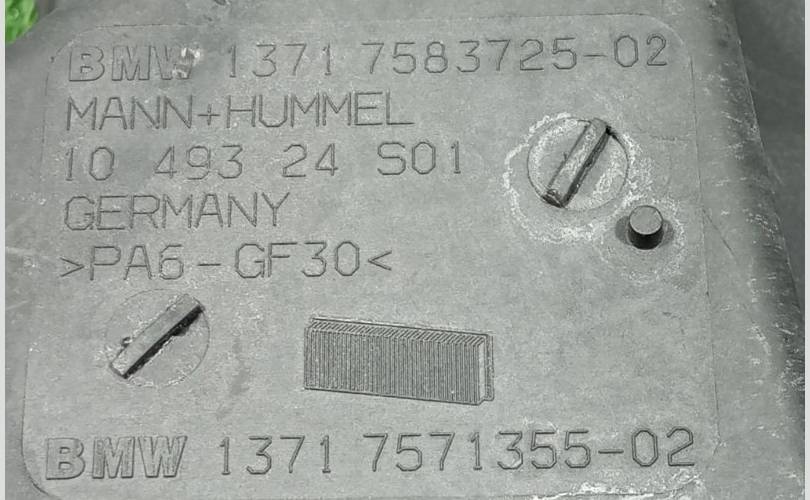 BMW 1371 7583725-02
MANN+HUMMEL
10 493 24 S01
GERMANY
>PA6-GF30<
BMW 1371 7571355-02